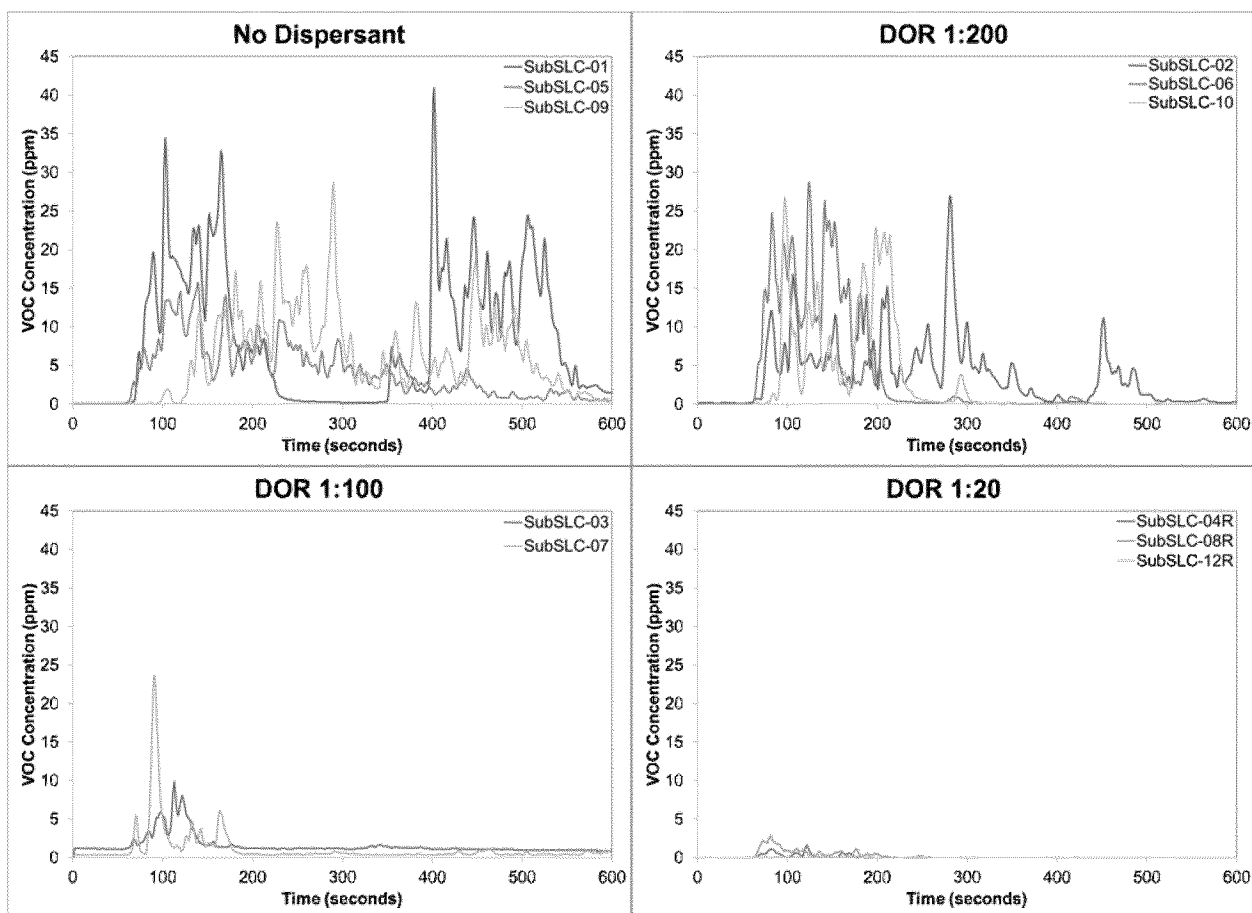 No Dispersant
SubSLC-01
SubSLC-05
SubSLC-09
VOC Concentration (ppm)
45
40
35
30
25
20
15
10
5
0
0 100 200 300 400 500 600
Time (seconds)
DOR 1:200
SubSLC-02
SubSLC-06
SubSLC-10
VOC Concentration (ppm)
45
40
35
30
25
20
15
10
5
0
0 100 200 300 400 500 600
Time (seconds)
DOR 1:100
SubSLC-03
SubSLC-07
VOC Concentration (ppm)
45
40
35
30
25
20
15
10
5
0
0 100 200 300 400 500 600
Time (seconds)
DOR 1:20
SubSLC-04R
SubSLC-08R
SubSLC-12R
VOC Concentration (ppm)
45
40
35
30
25
20
15
10
5
0
0 100 200 300 400 500 600
Time (seconds)